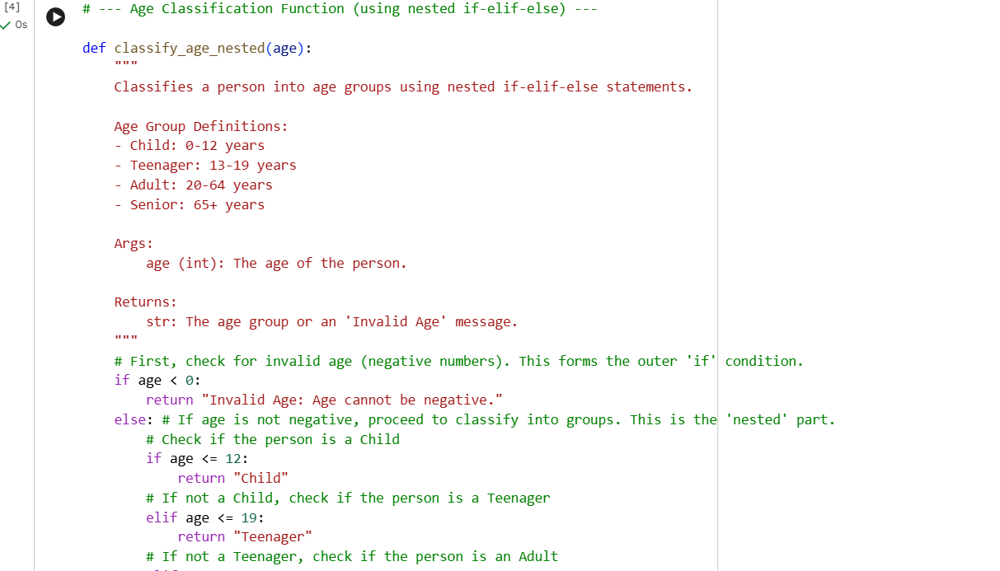 [4]
0s
# --- Age Classification Function (using nested if-elif-else) ---
def classify_age_nested(age):
"""
Classifies a person into age groups using nested if-elif-else statements.
Age Group Definitions:
- Child: 0-12 years
- Teenager: 13-19 years
- Adult: 20-64 years
- Senior: 65+ years
Args:
age (int): The age of the person.
Returns:
str: The age group or an 'Invalid Age' message.
"""
# First, check for invalid age (negative numbers). This forms the outer 'if' condition.
if age < 0:
return "Invalid Age: Age cannot be negative."
else: # If age is not negative, proceed to classify into groups. This is the 'nested' part.
# Check if the person is a Child
if age <= 12:
return "Child"
# If not a Child, check if the person is a Teenager
elif age <= 19:
return "Teenager"
# If not a Teenager, check if the person is an Adult